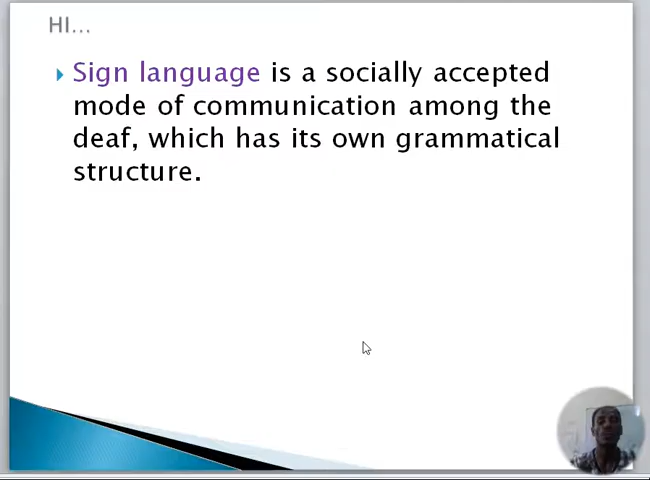 HI...
Sign language is a socially accepted
mode of communication among the
deaf, which has its own grammatical
structure.